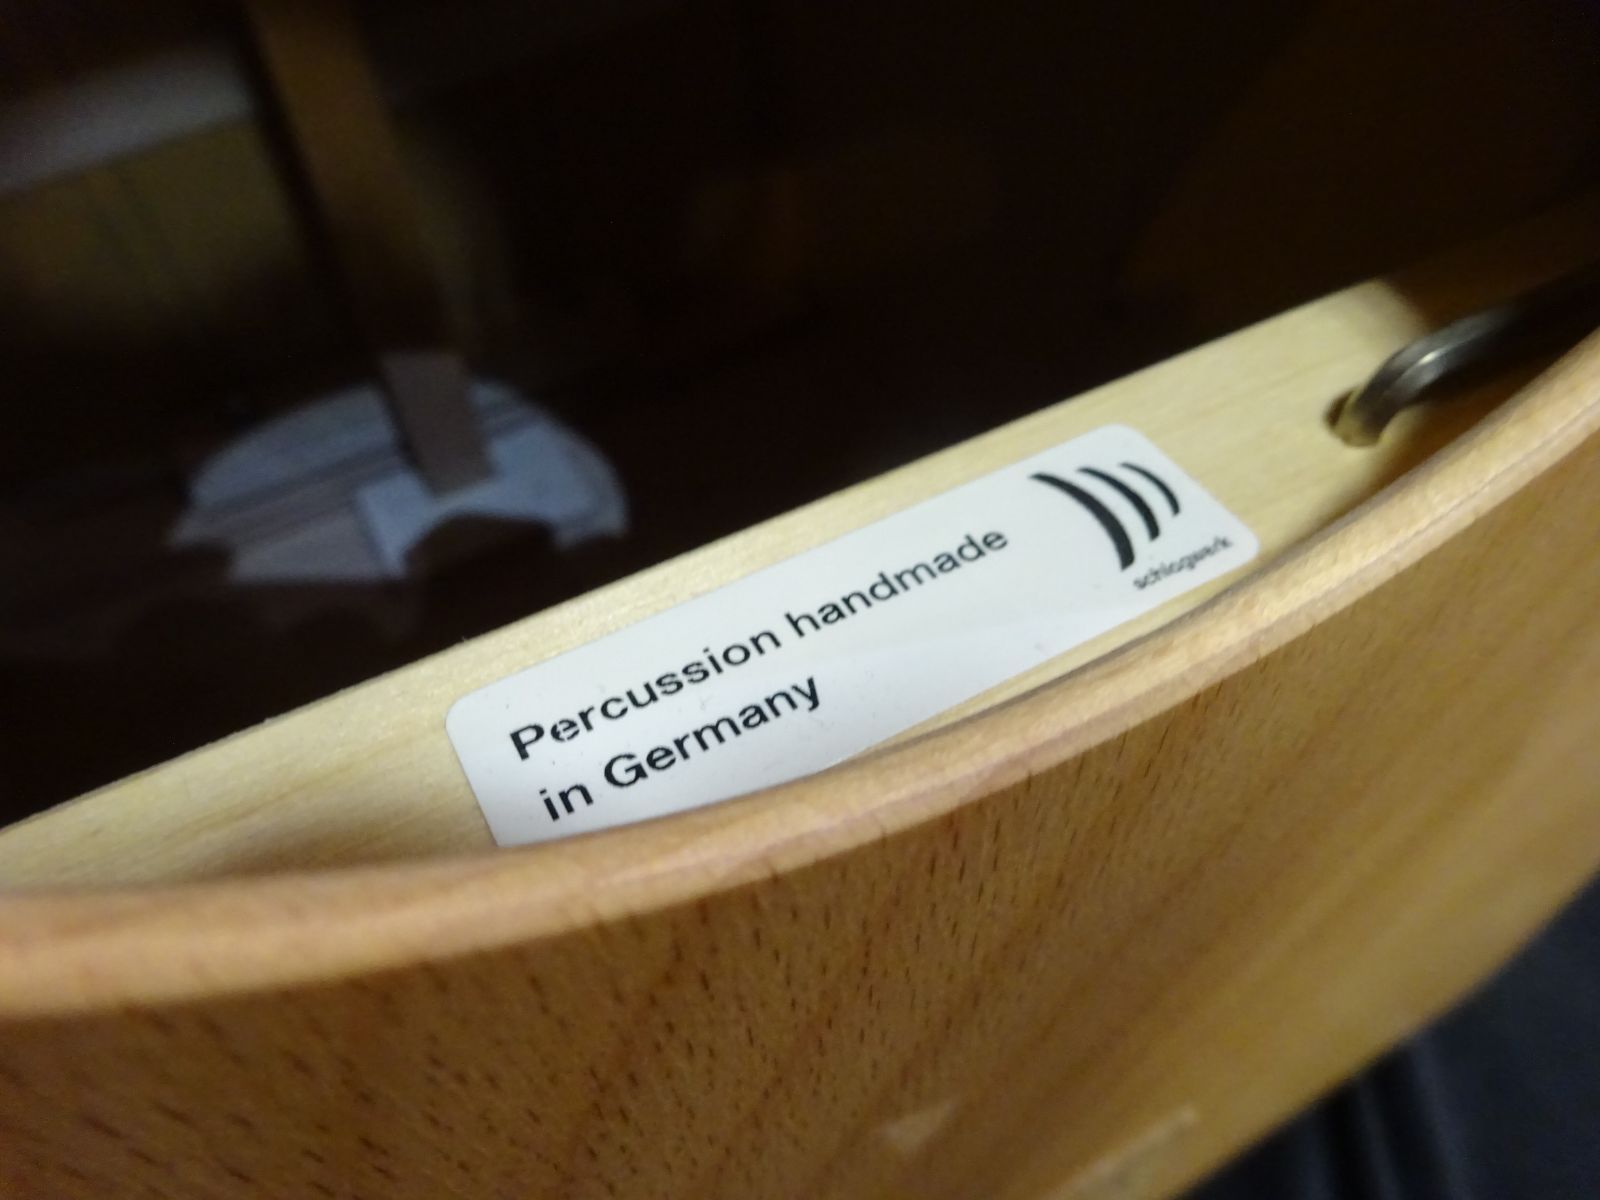 Percussion handmade
in Germany
schlagwerk